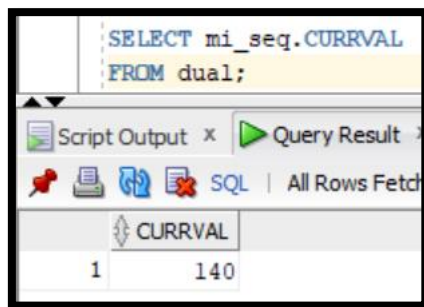 SELECT mi_seq.CURRVAL
FROM dual;
Script Output x Query Result
SQL | All Rows Fetch
CURRVAL
1 140